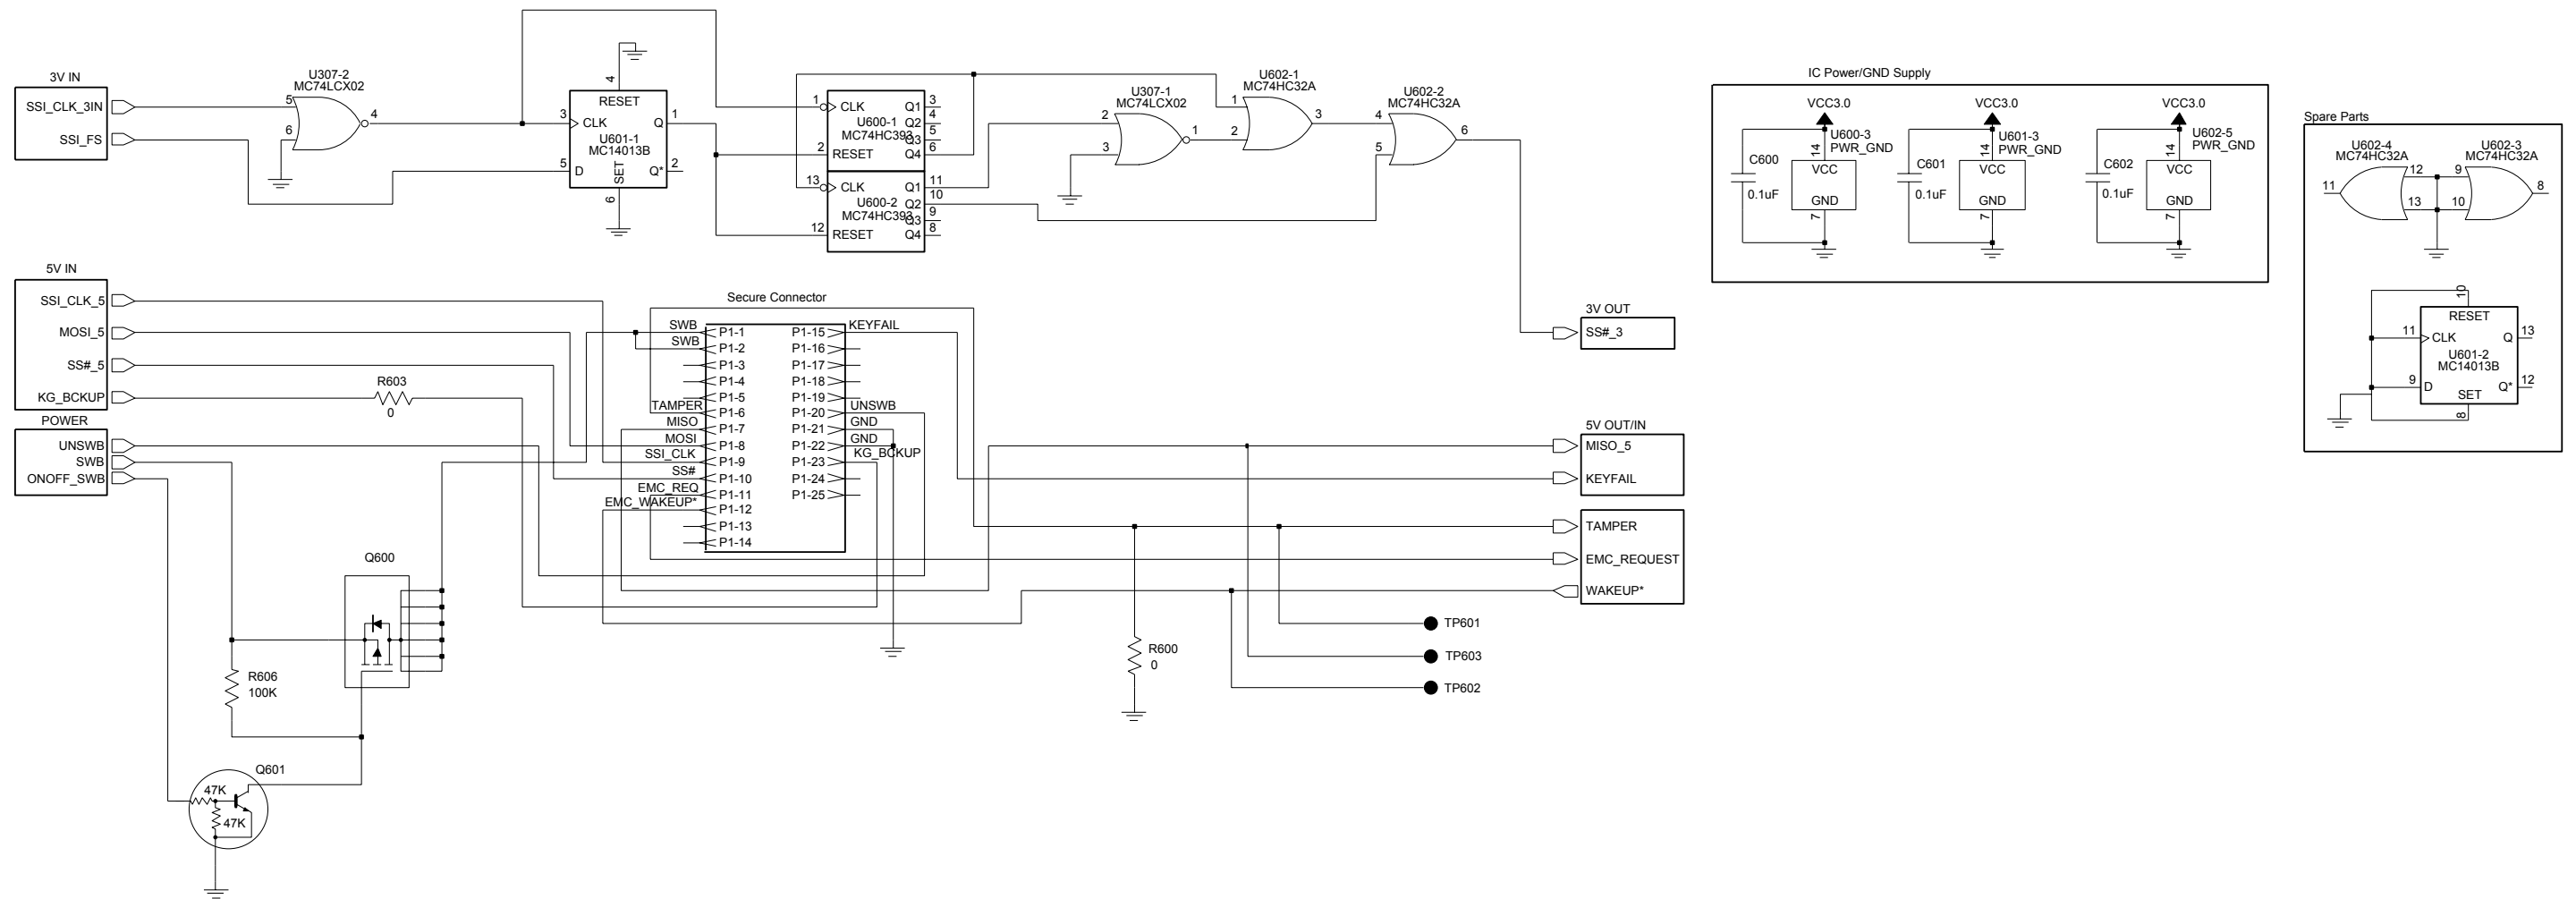 3V IN
SSI_CLK_3IN
SSI_FS
U307-2
MC74LCX02
5
6
4
4
RESET
3
CLK
Q
1
U601-1
MC14013B
5
D
SET
Q*
2
6
1
CLK
Q1
3
Q2
4
U600-1
MC74HC393
Q3
5
2
RESET
Q4
6
13
CLK
Q1
11
Q2
10
U600-2
MC74HC393
Q3
9
12
RESET
Q4
8
U307-1
MC74LCX02
2
3
1
U602-1
MC74HC32A
1
2
3
U602-2
MC74HC32A
4
5
6
IC Power/GND Supply
VCC3.0
U600-3
PWR_GND
14
C600
0.1uF
VCC
GND
7
VCC3.0
U601-3
PWR_GND
14
C601
0.1uF
VCC
GND
7
VCC3.0
U602-5
PWR_GND
14
C602
0.1uF
VCC
GND
7
Spare Parts
U602-4
MC74HC32A
U602-3
MC74HC32A
11
12
13
9
10
8
10
RESET
11
CLK
Q
13
U601-2
MC14013B
9
D
Q*
12
SET
8
5V IN
SSI_CLK_5
MOSI_5
SS#_5
KG_BCKUP
R603
0
POWER
UNSWB
SWB
ONOFF_SWB
Secure Connector
SWB
P1-1
P1-15
KEYFAIL
SWB
P1-2
P1-16
P1-3
P1-17
P1-4
P1-18
P1-5
P1-19
TAMPER
P1-6
P1-20
UNSWB
MISO
P1-7
P1-21
GND
MOSI
P1-8
P1-22
GND
SSI_CLK
P1-9
P1-23
KG_BCKUP
SS#
P1-10
P1-24
EMC_REQ
P1-11
P1-25
EMC_WAKEUP*
P1-12
P1-13
P1-14
3V OUT
SS#_3
5V OUT/IN
MISO_5
KEYFAIL
TAMPER
EMC_REQUEST
WAKEUP*
TP601
TP603
TP602
R600
0
Q600
R606
100K
Q601
47K
47K